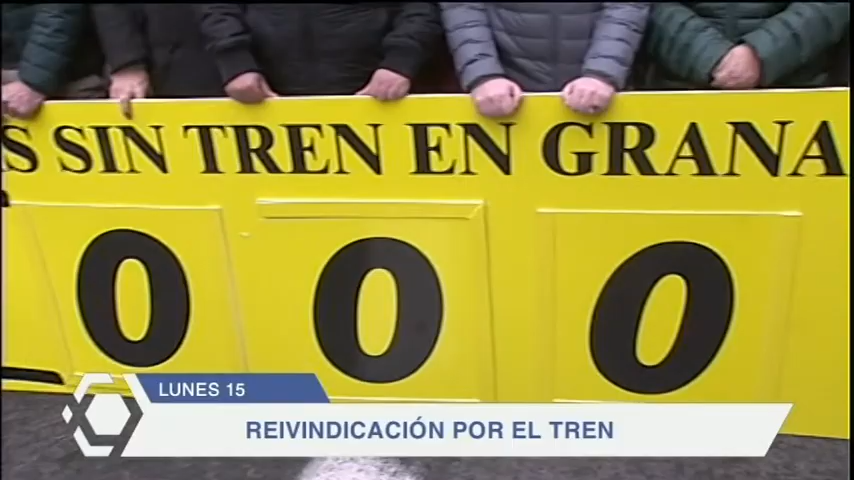 S SIN TREN EN GRANA
0 0 0
LUNES 15
REIVINDICACIÓN POR EL TREN